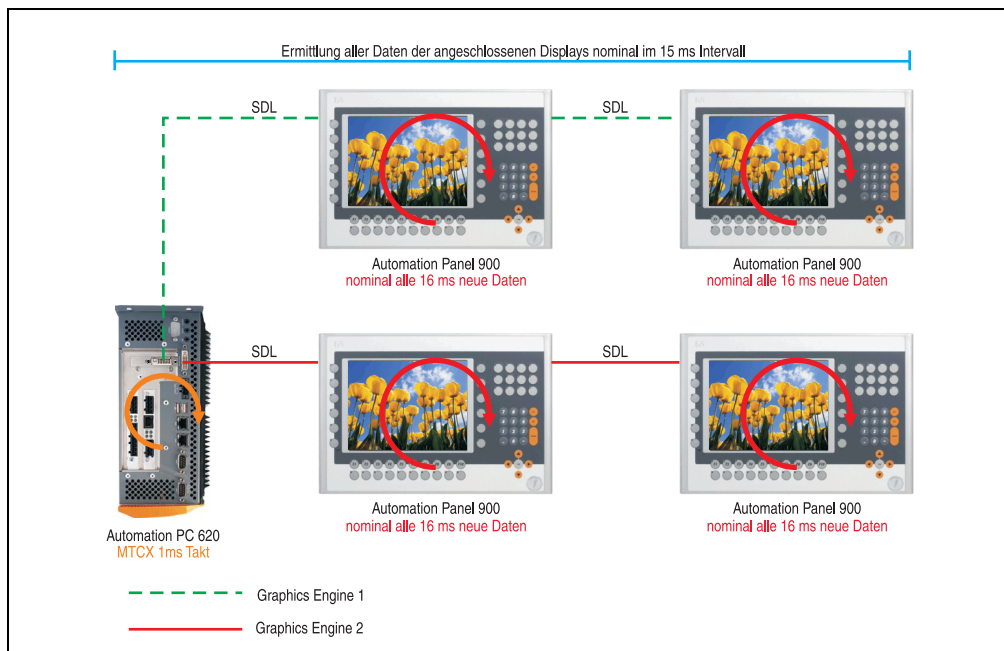 Ermittlung aller Daten der angeschlossenen Displays nominal im 15 ms Intervall
SDL
SDL
Automation Panel 900
nominal alle 16 ms neue Daten
Automation Panel 900
nominal alle 16 ms neue Daten
SDL
SDL
Automation Panel 900
nominal alle 16 ms neue Daten
Automation Panel 900
nominal alle 16 ms neue Daten
Automation PC 620
MTCX 1ms Takt
Graphics Engine 1
Graphics Engine 2